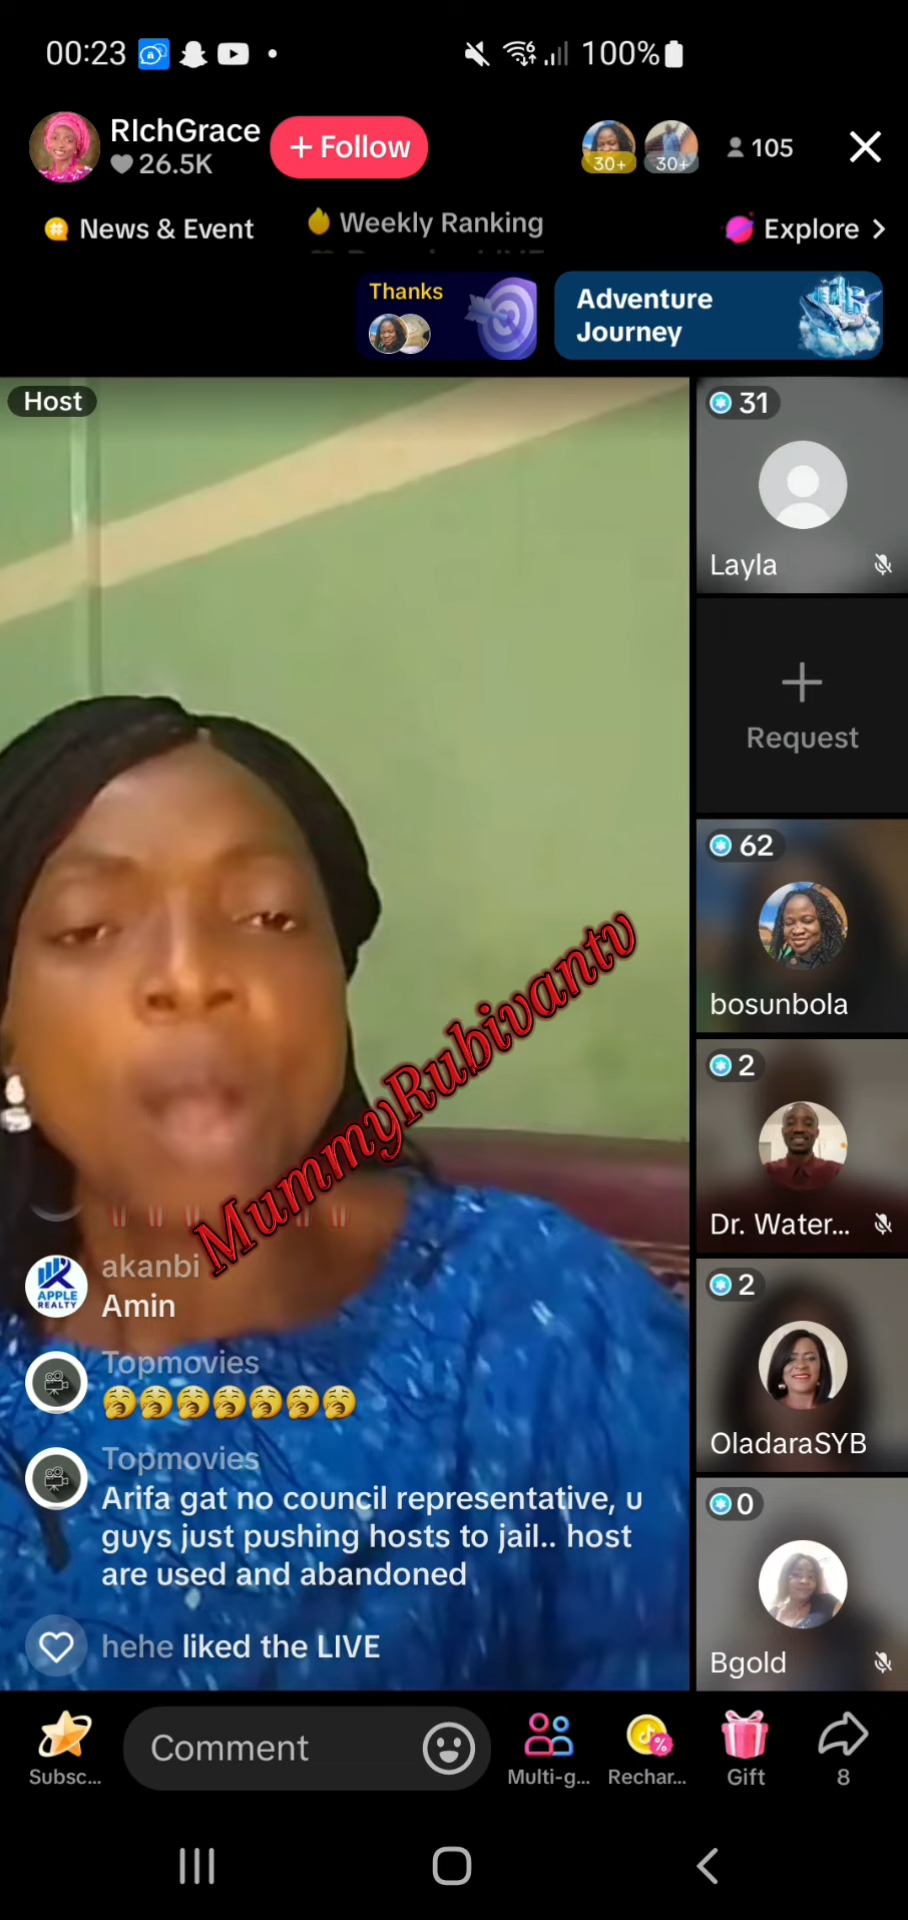 00:23
100%
RIchGrace
26.5K
+ Follow
30+
30+
105
News & Event
Weekly Ranking
Explore >
Thanks
Adventure
Journey
Host
31
Layla
Request
62
bosunbola
2
Dr. Water...
2
OladaraSYB
0
Bgold
MummyRubivantv
akanbi
APPLE
REALTY
Amin
Topmovies
Topmovies
Arifa gat no council representative, u
guys just pushing hosts to jail.. host
are used and abandoned
hehe liked the LIVE
Subsc...
Comment
Multi-g...
Rechar...
Gift
8